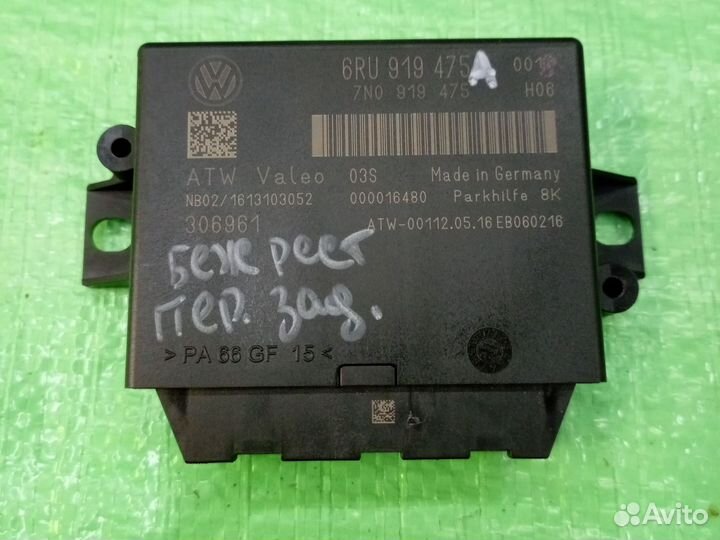 6RU 919 475 A 001
7N0 919 475 H06
ATW Valeo 03S Made in Germany
NB02/1613103052 000016480 Parkhilfe 8K
306961 ATW-00112.05.16 EB060216
Беж рест
пер. зад.
>PA 66 GF 15<
Avito